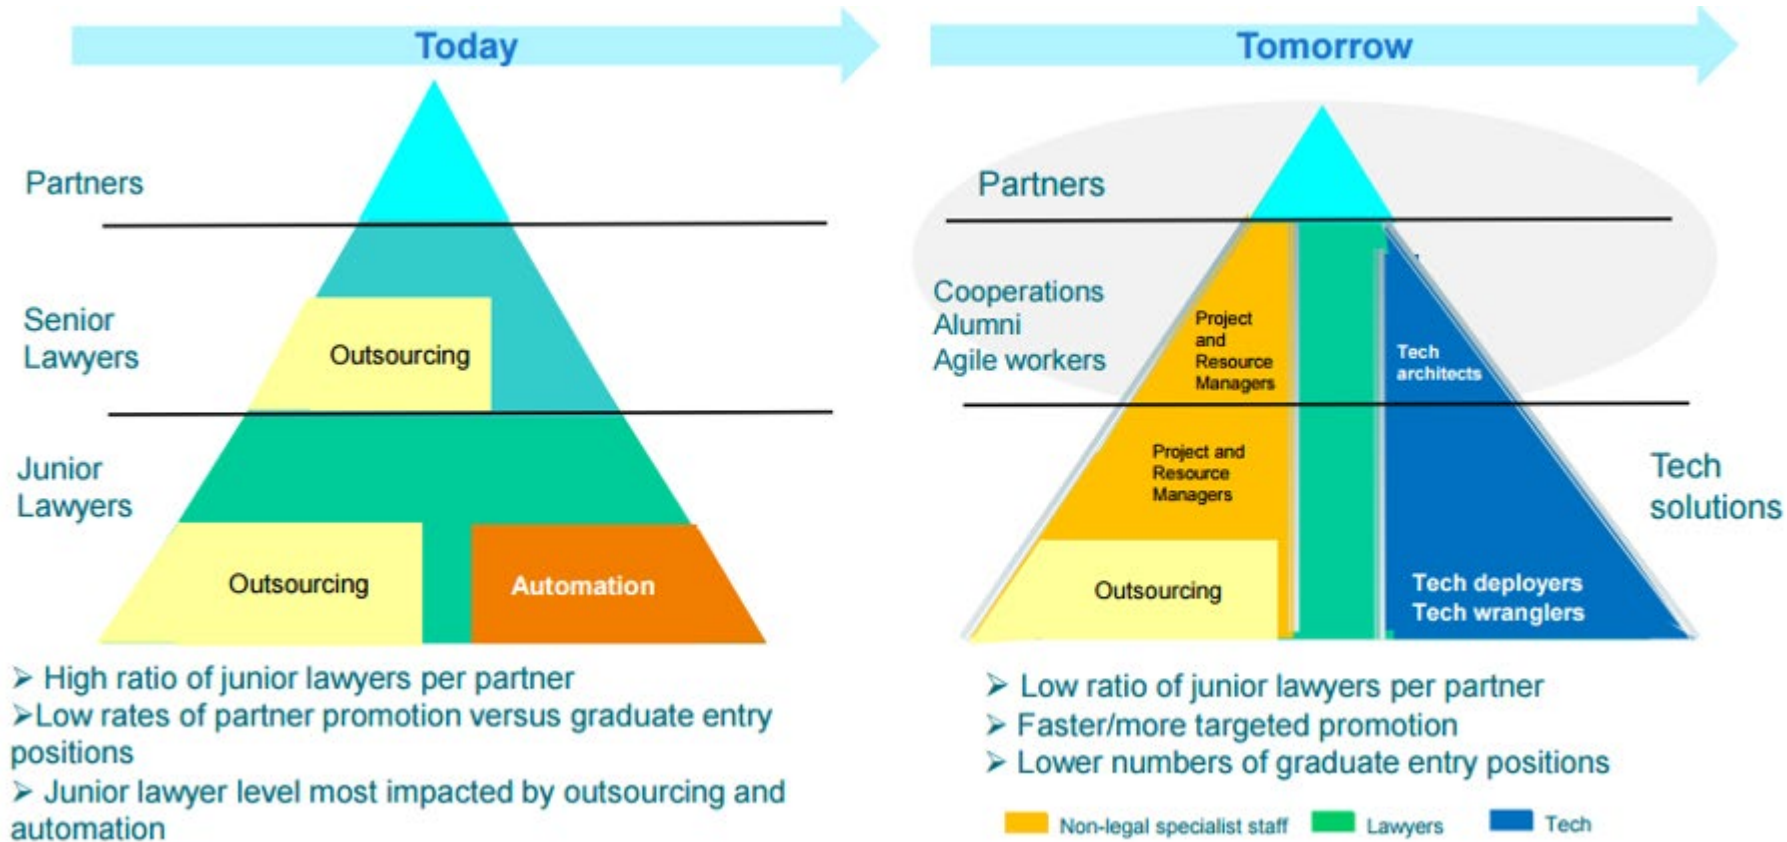 Today
Partners
Senior
Lawyers
Outsourcing
Junior
Lawyers
Outsourcing
Automation
➢ High ratio of junior lawyers per partner
➢Low rates of partner promotion versus graduate entry
positions
➢ Junior lawyer level most impacted by outsourcing and
automation
Tomorrow
Partners
Cooperations
Alumni
Agile workers
Project
and
Resource
Managers
Tech
architects
Project and
Resource
Managers
Tech
solutions
Outsourcing
Tech deployers
Tech wranglers
➢ Low ratio of junior lawyers per partner
➢ Faster/more targeted promotion
➢ Lower numbers of graduate entry positions
Non-legal specialist staff
Lawyers
Tech